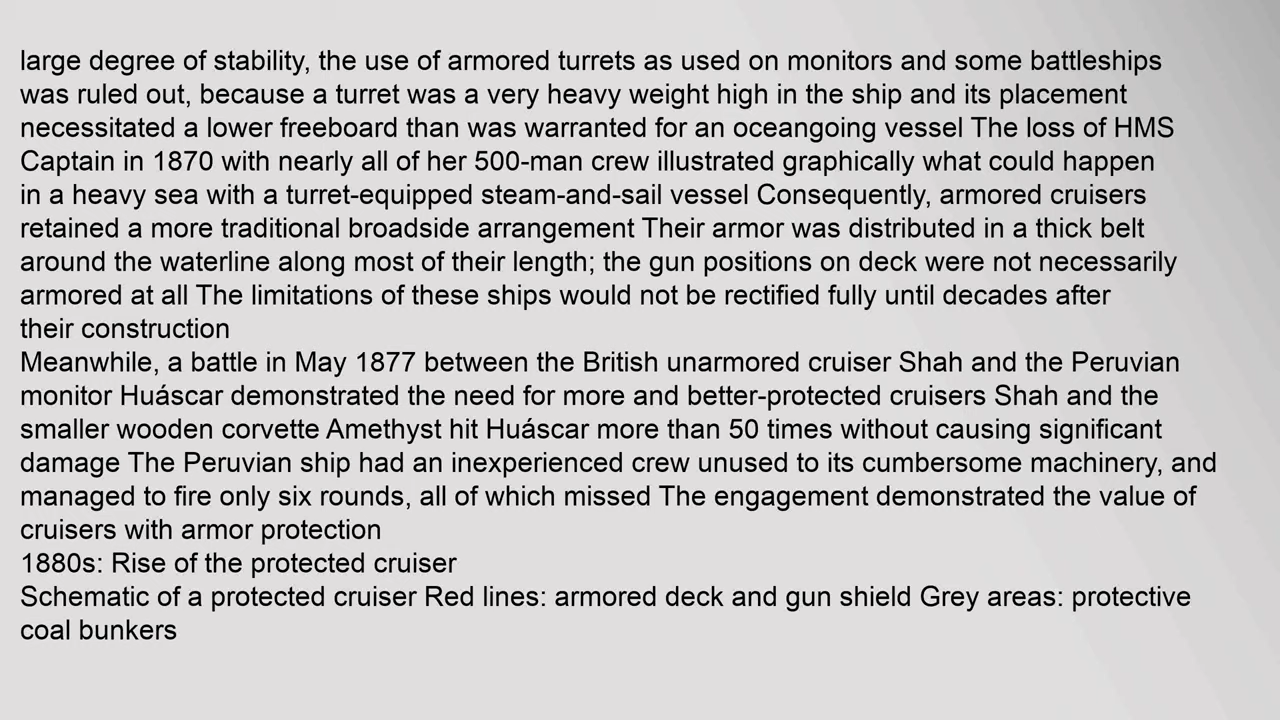 large degree of stability, the use of armored turrets as used on monitors and some battleships
was ruled out, because a turret was a very heavy weight high in the ship and its placement
necessitated a lower freeboard than was warranted for an oceangoing vessel The loss of HMS
Captain in 1870 with nearly all of her 500-man crew illustrated graphically what could happen
in a heavy sea with a turret-equipped steam-and-sail vessel Consequently, armored cruisers
retained a more traditional broadside arrangement Their armor was distributed in a thick belt
around the waterline along most of their length; the gun positions on deck were not necessarily
armored at all The limitations of these ships would not be rectified fully until decades after
their construction
Meanwhile, a battle in May 1877 between the British unarmored cruiser Shah and the Peruvian
monitor Huáscar demonstrated the need for more and better-protected cruisers Shah and the
smaller wooden corvette Amethyst hit Huáscar more than 50 times without causing significant
damage The Peruvian ship had an inexperienced crew unused to its cumbersome machinery, and
managed to fire only six rounds, all of which missed The engagement demonstrated the value of
cruisers with armor protection
1880s: Rise of the protected cruiser
Schematic of a protected cruiser Red lines: armored deck and gun shield Grey areas: protective
coal bunkers